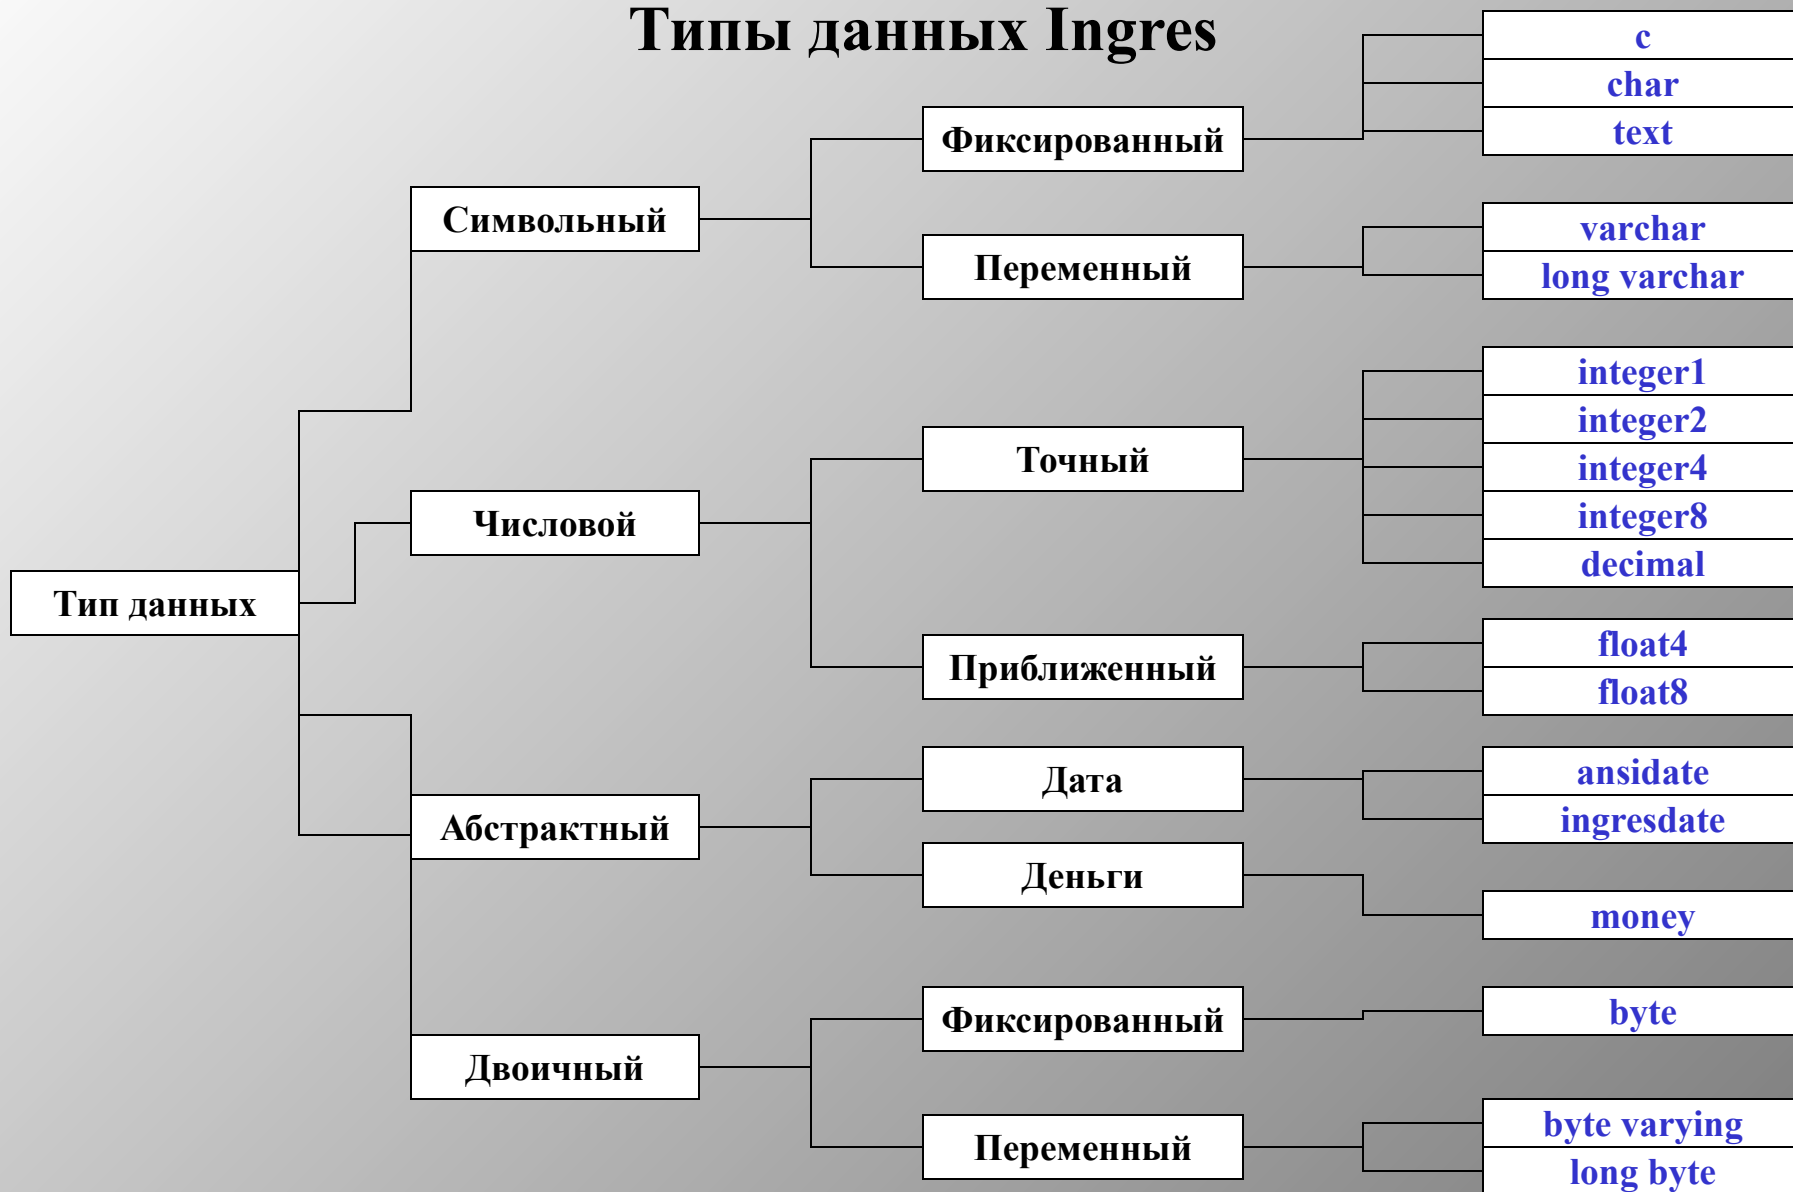 Типы данных Ingres
Тип данных
Символьный
Фиксированный
c
char
text
Переменный
varchar
long varchar
Числовой
Точный
integer1
integer2
integer4
integer8
decimal
Приближенный
float4
float8
Абстрактный
Дата
ansidate
ingresdate
Деньги
money
Двоичный
Фиксированный
byte
Переменный
byte varying
long byte